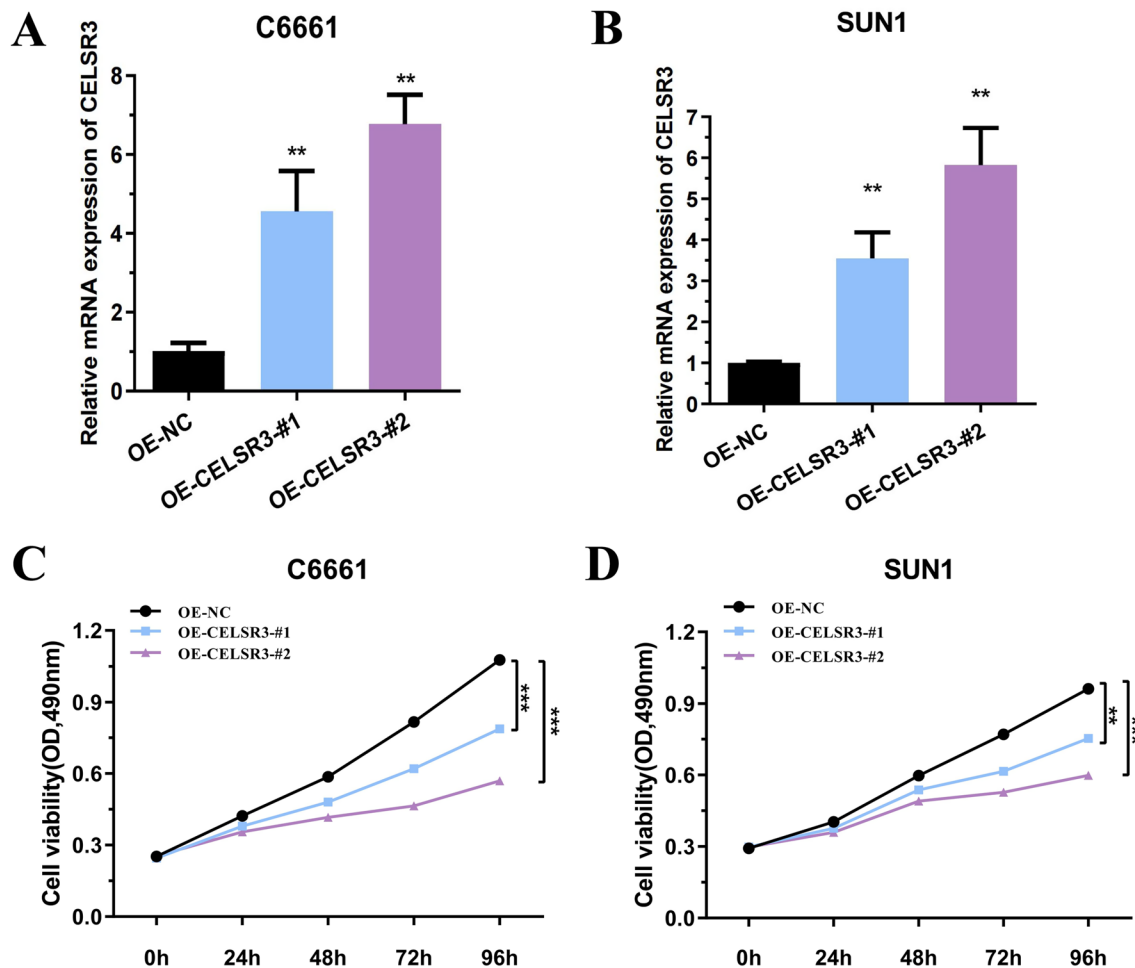 A
C6661
Relative mRNA expression of CELSR3
8
6
4
2
0
**
**
OE-NC
OE-CELSR3-#1
OE-CELSR3-#2
B
SUN1
Relative mRNA expression of CELSR3
7
6
5
4
3
2
1
0
**
**
OE-NC
OE-CELSR3-#1
OE-CELSR3-#2
C
C6661
OE-NC
OE-CELSR3-#1
OE-CELSR3-#2
Cell viability(OD,490nm)
1.2
0.9
0.6
0.3
0.0
0h 24h 48h 72h 96h
***
***
D
SUN1
OE-NC
OE-CELSR3-#1
OE-CELSR3-#2
Cell viability(OD,490nm)
1.2
0.9
0.6
0.3
0.0
0h 24h 48h 72h 96h
**